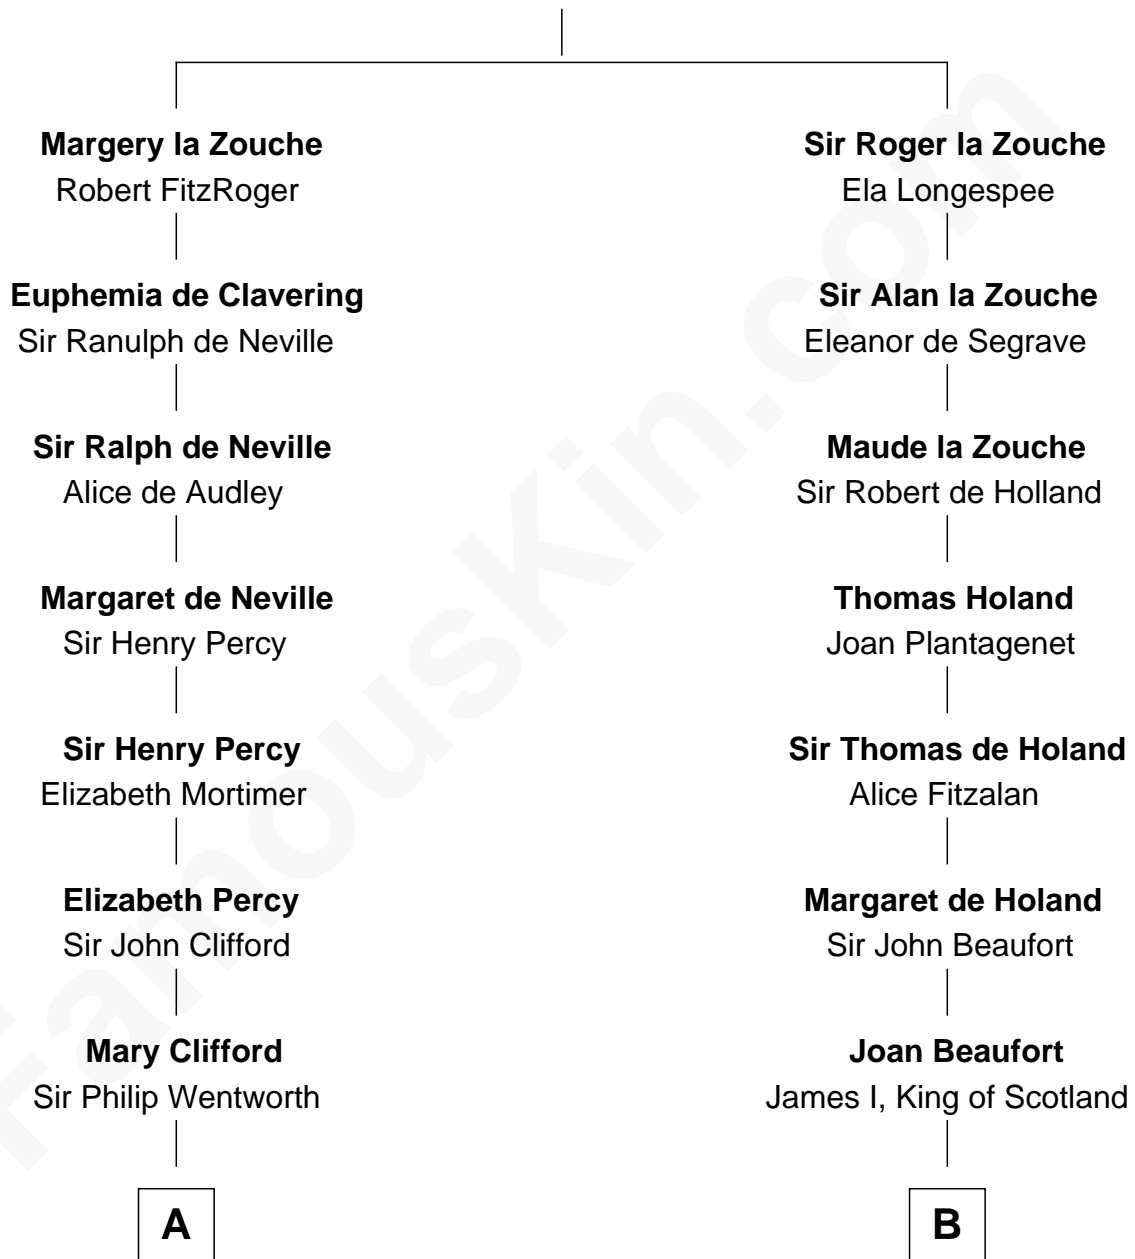 Margery la Zouche
Robert FitzRoger
Euphemia de Clavering
Sir Ranulph de Neville
Sir Ralph de Neville
Alice de Audley
Margaret de Neville
Sir Henry Percy
Sir Henry Percy
Elizabeth Mortimer
Elizabeth Percy
Sir John Clifford
Mary Clifford
Sir Philip Wentworth
A
Sir Roger la Zouche
Ela Longespee
Sir Alan la Zouche
Eleanor de Segrave
Maude la Zouche
Sir Robert de Holland
Thomas Holand
Joan Plantagenet
Sir Thomas de Holand
Alice Fitzalan
Margaret de Holand
Sir John Beaufort
Joan Beaufort
James I, King of Scotland
B
FamousKin.com